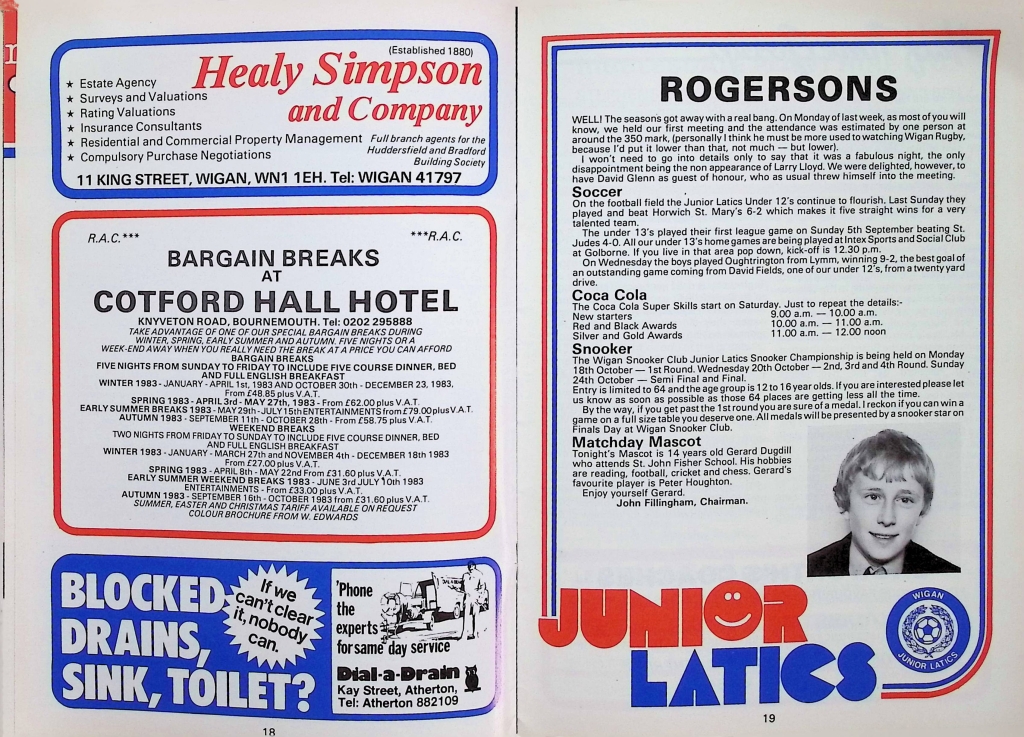 (Established 1880)
Healy Simpson
and Company
★ Estate Agency
★ Surveys and Valuations
★ Rating Valuations
★ Insurance Consultants
★ Residential and Commercial Property Management
★ Compulsory Purchase Negotiations
Full branch agents for the
Huddersfield and Bradford
Building Society
11 KING STREET, WIGAN, WN1 1EH. Tel: WIGAN 41797
R.A.C.*** ***R.A.C.
BARGAIN BREAKS
AT
COTFORD HALL HOTEL
KNYVETON ROAD, BOURNEMOUTH. Tel: 0202 295888
TAKE ADVANTAGE OF ONE OF OUR SPECIAL BARGAIN BREAKS DURING
WINTER, SPRING, EARLY SUMMER AND AUTUMN. FIVE NIGHTS OR A
WEEK-END AWAY WHEN YOU REALLY NEED THE BREAK AT A PRICE YOU CAN AFFORD
BARGAIN BREAKS
FIVE NIGHTS SUNDAY TO FRIDAY TO INCLUDE FIVE COURSE DINNER, BED
AND FULL ENGLISH BREAKFAST
WINTER 1983 - JANUARY - APRIL 1st, 1983 AND OCTOBER 30th - DECEMBER 23, 1983,
From £48.85 plus V.A.T.
SPRING 1983 - APRIL 3rd - MAY 27th, 1983 - From £62.00 plus V.A.T.
EARLY SUMMER BREAKS 1983 - MAY 29th - JULY 15th ENTERTAINMENTS from £79.00 plus V.A.T.
AUTUMN 1983 - SEPTEMBER 11th - OCTOBER 28th - From £58.75 plus V.A.T.
WEEKEND BREAKS
TWO NIGHTS FROM FRIDAY TO SUNDAY TO INCLUDE FIVE COURSE DINNER, BED
AND FULL ENGLISH BREAKFAST
WINTER 1983 - JANUARY - MARCH 27th and NOVEMBER 4th - DECEMBER 18th 1983
From £27.00 plus V.A.T.
SPRING 1983 - APRIL 8th - MAY 22nd From £31.60 plus V.A.T.
EARLY SUMMER WEEKEND BREAKS 1983 - JUNE 3rd JULY 10th 1983
ENTERTAINMENTS - From £33.00 plus V.A.T.
AUTUMN 1983 - SEPTEMBER 16th - OCTOBER 1983 from £31.60 plus V.A.T.
SUMMER, EASTER AND CHRISTMAS TARIFF AVAILABLE ON REQUEST
COLOUR BROCHURE FROM W. EDWARDS
BLOCKED
DRAINS,
SINK, TOILET?
If we
can't clear
it, nobody
can.
'Phone
the
experts
for same day service
Dial-a-Drain
Kay Street, Atherton,
Tel: Atherton 882109
18
ROGERSONS
WELL! The seasons got away with a real bang. On Monday of last week, as most of you will
know, we held our first meeting and the attendance was estimated by one person at
around the 350 mark, (personally I think he must be more used to watching Wigan Rugby,
because I'd put it lower than that, not much — but lower).
I won't need to go into details only to say that it was a fabulous night, the only
disappointment being the non appearance of Larry Lloyd. We were delighted, however, to
have David Glenn as guest of honour, who as usual threw himself into the meeting.
Soccer
On the football field the Junior Latics Under 12's continue to flourish. Last Sunday they
played and beat Horwich St. Mary's 6-2 which makes it five straight wins for a very
talented team.
The under 13's played their first league game on Sunday 5th September beating St.
Judes 4-0. All our under 13's home games are being played at Intex Sports and Social Club
at Golborne. If you live in that area pop down, kick-off is 12.30 p.m.
On Wednesday the boys played Oughtrington from Lymm, winning 9-2, the best goal of
an outstanding game coming from David Fields, one of our under 12's, from a twenty yard
drive.
Coca Cola
The Coca Cola Super Skills start on Saturday. Just to repeat the details:-
New starters 9.00 a.m. — 10.00 a.m.
Red and Black Awards 10.00 a.m. — 11.00 a.m.
Silver and Gold Awards 11.00 a.m. — 12.00 noon
Snooker
The Wigan Snooker Club Junior Latics Snooker Championship is being held on Monday
18th October — 1st Round. Wednesday 20th October — 2nd, 3rd and 4th Round. Sunday
24th October — Semi Final and Final.
Entry is limited to 64 and the age group is 12 to 16 year olds. If you are interested please let
us know as soon as possible as those 64 places are getting less all the time.
By the way, if you get past the 1st round you are sure of a medal. I reckon if you can win a
game on a full size table you deserve one. All medals will be presented by a snooker star on
Finals Day at Wigan Snooker Club.
Matchday Mascot
Tonight's Mascot is 14 years old Gerard Dugdill
who attends St. John Fisher School. His hobbies
are reading, football, cricket and chess. Gerard's
favourite player is Peter Houghton.
Enjoy yourself Gerard.
John Fillingham, Chairman.
JUNIOR
LATICS
WIGAN
JUNIOR LATICS
19